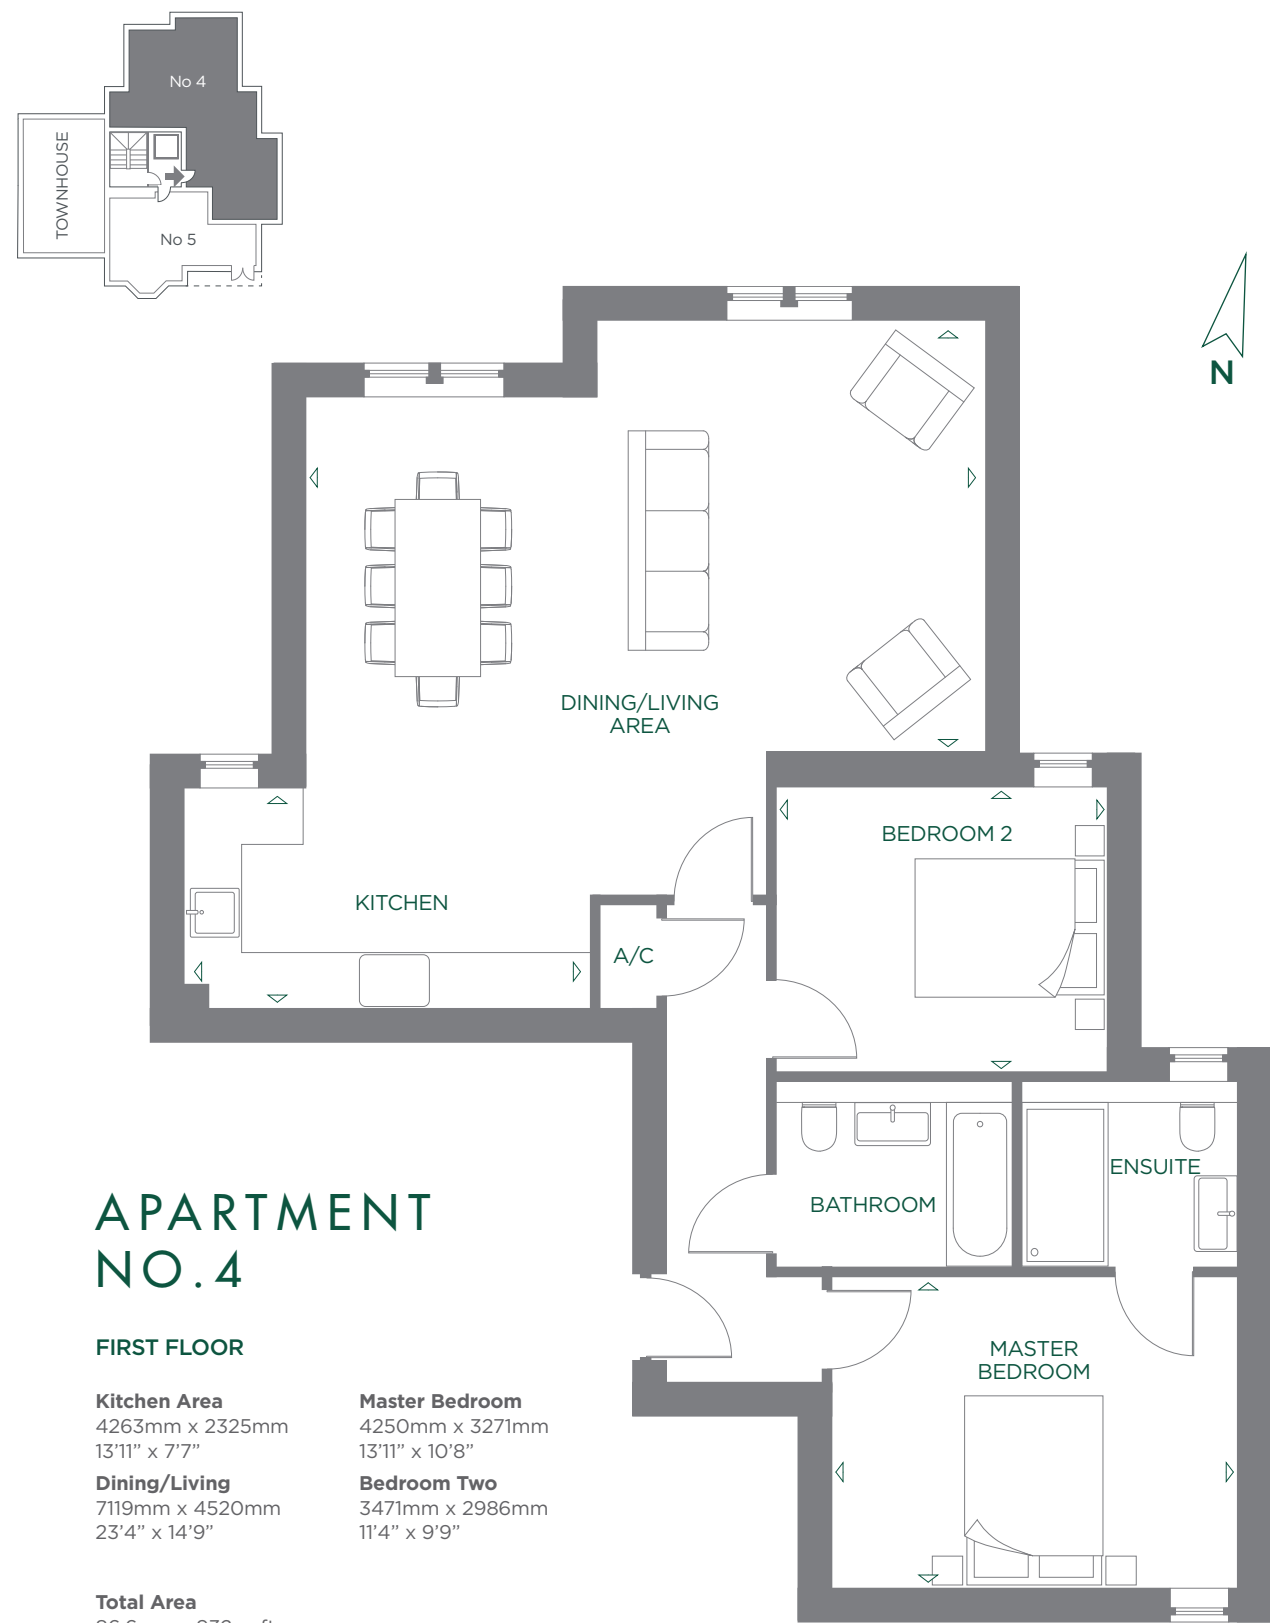 No 4
TOWNHOUSE
No 5
N
DINING/LIVING
AREA
BEDROOM 2
KITCHEN
A/C
ENSUITE
BATHROOM
MASTER
BEDROOM
APARTMENT
NO.4
FIRST FLOOR
Kitchen Area
4263mm x 2325mm
13’11” x 7’7”
Dining/Living
7119mm x 4520mm
23’4” x 14’9”
Master Bedroom
4250mm x 3271mm
13’11” x 10’8”
Bedroom Two
3471mm x 2986mm
11’4” x 9’9”
Total Area